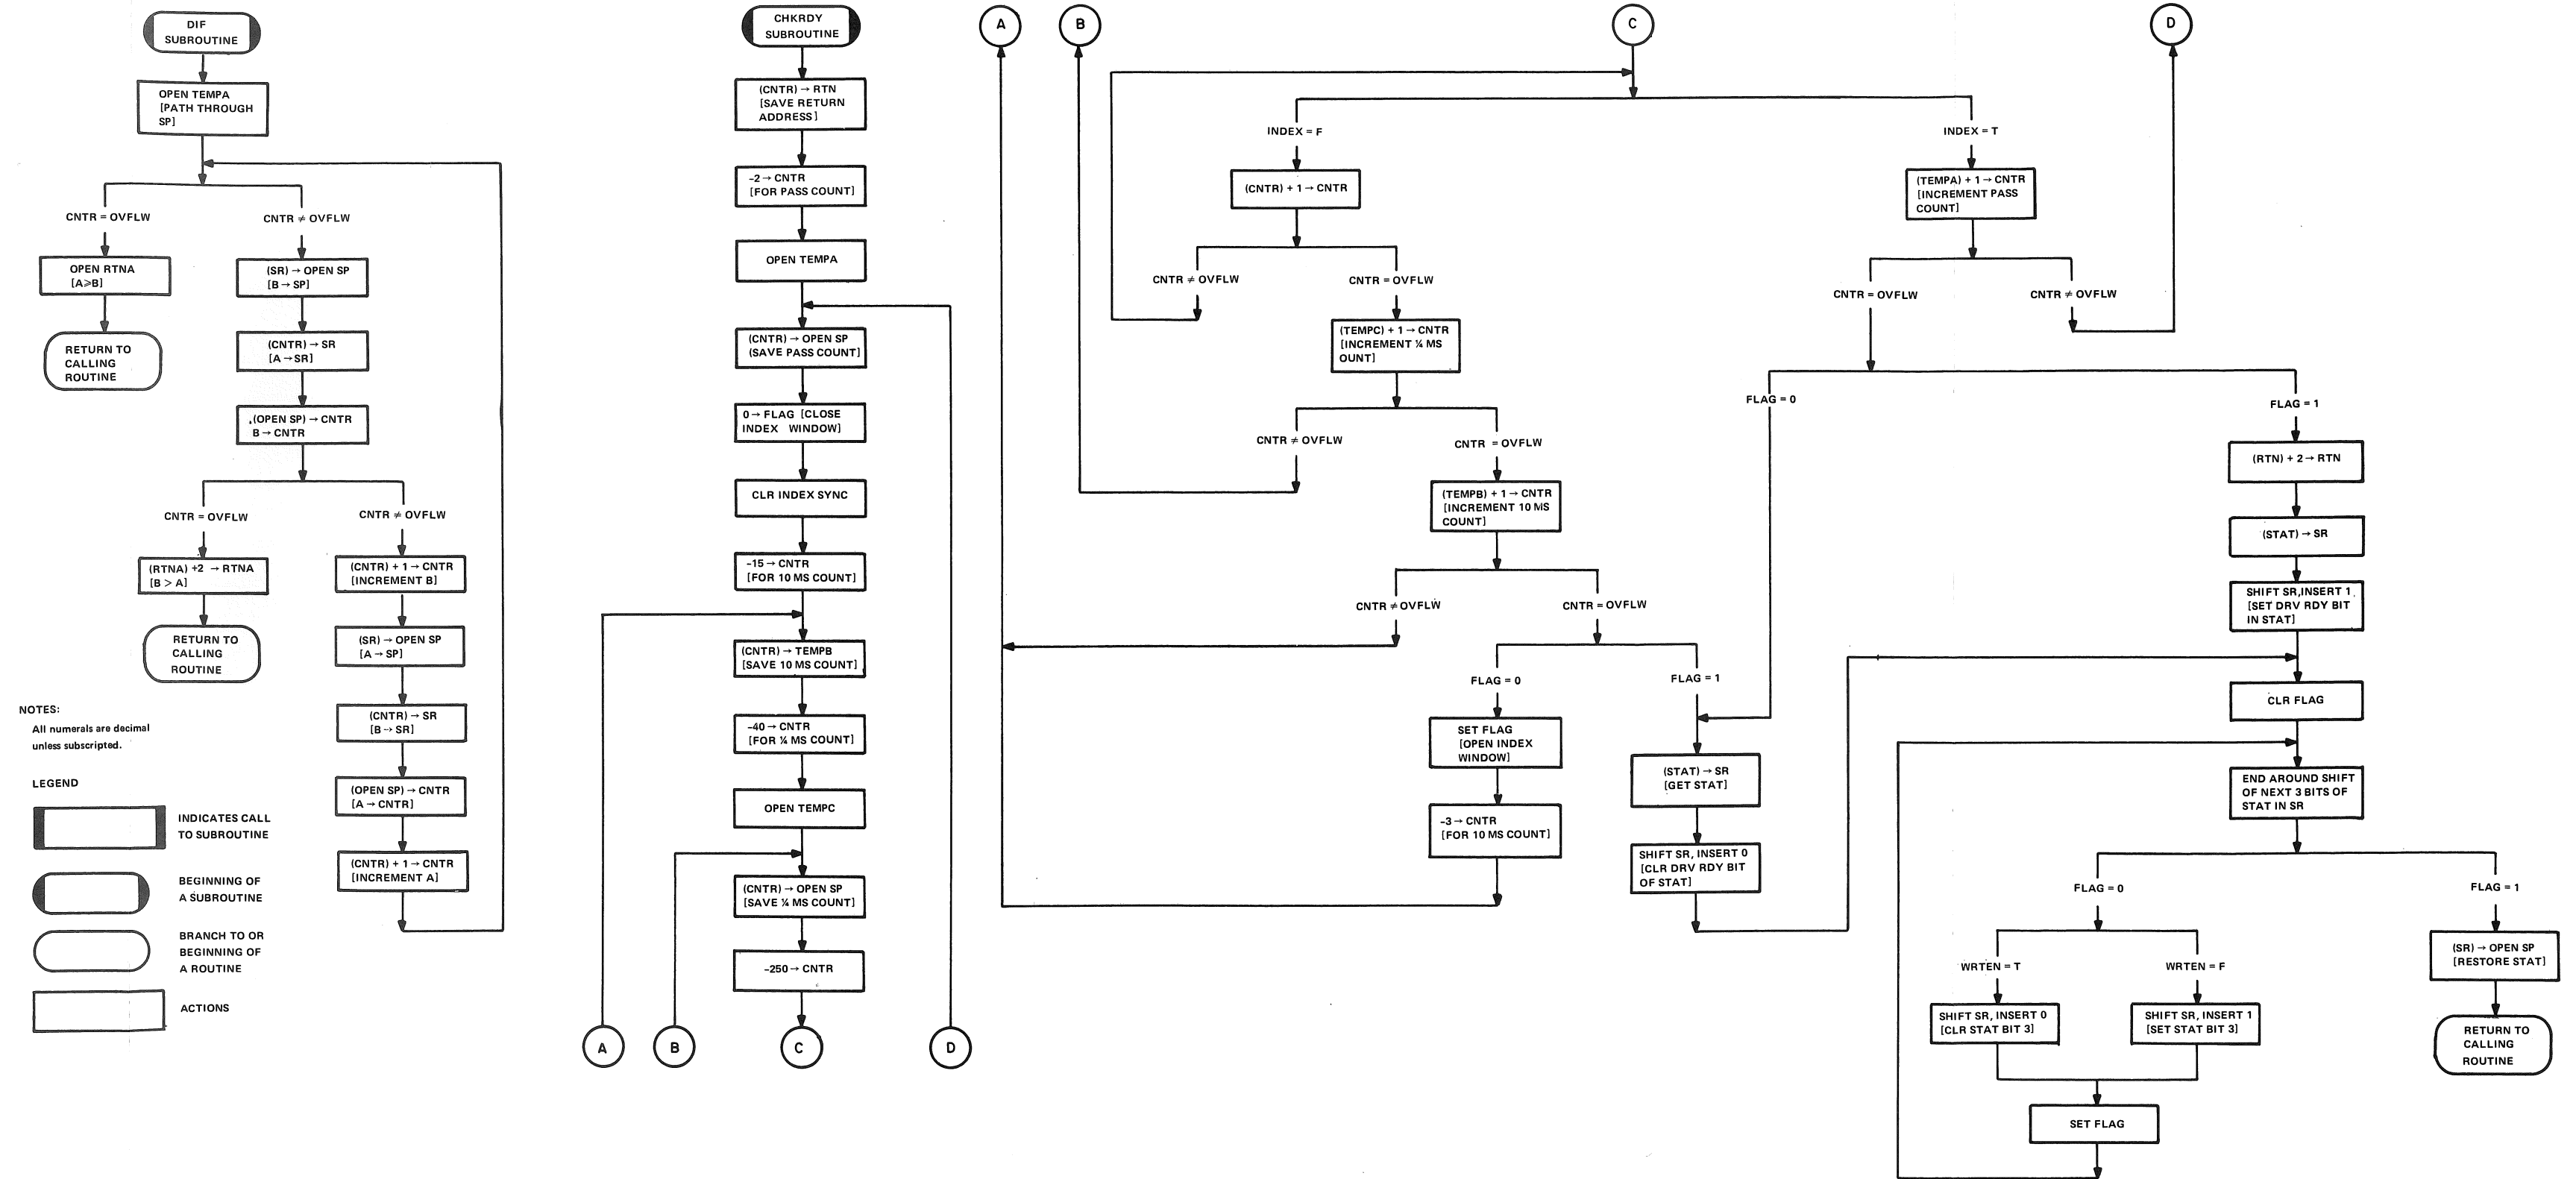 DIF
SUBROUTINE
OPEN TEMPA
[PATH THROUGH
SP]
CNTR = OVFLW
CNTR ≠ OVFLW
OPEN RTNA
[A⩾B]
RETURN TO
CALLING
ROUTINE
(SR) → OPEN SP
[B → SP]
(CNTR) → SR
[A → SR]
(OPEN SP) → CNTR
B → CNTR
CNTR = OVFLW
CNTR ≠ OVFLW
(RTNA) +2 → RTNA
[B > A]
RETURN TO
CALLING
ROUTINE
(CNTR) + 1 → CNTR
[INCREMENT B]
(SR) → OPEN SP
[A → SP]
(CNTR) → SR
[B → SR]
(OPEN SP) → CNTR
[A → CNTR]
(CNTR) + 1 → CNTR
[INCREMENT A]
NOTES:
All numerals are decimal
unless subscripted.
LEGEND
INDICATES CALL
TO SUBROUTINE
BEGINNING OF
A SUBROUTINE
BRANCH TO OR
BEGINNING OF
A ROUTINE
ACTIONS
CHKRDY
SUBROUTINE
(CNTR) → RTN
[SAVE RETURN
ADDRESS]
–2 → CNTR
[FOR PASS COUNT]
OPEN TEMPA
(CNTR) → OPEN SP
(SAVE PASS COUNT]
0 → FLAG [CLOSE
INDEX WINDOW]
CLR INDEX SYNC
–15 → CNTR
[FOR 10 MS COUNT]
(CNTR) → TEMPB
[SAVE 10 MS COUNT]
–40 → CNTR
[FOR ¼ MS COUNT]
OPEN TEMPC
(CNTR) → OPEN SP
[SAVE ¼ MS COUNT]
–250 → CNTR
A
B
C
D
A
B
C
D
INDEX = F
(CNTR) + 1 → CNTR
CNTR ≠ OVFLW
CNTR = OVFLW
(TEMPC) + 1 → CNTR
[INCREMENT ¼ MS
OUNT]
CNTR ≠ OVFLW
CNTR = OVFLW
(TEMPB) + 1 → CNTR
[INCREMENT 10 MS
COUNT]
CNTR ≠ OVFLW
CNTR = OVFLW
FLAG = 0
FLAG = 1
SET FLAG
[OPEN INDEX
WINDOW]
–3 → CNTR
[FOR 10 MS COUNT]
(STAT) → SR
[GET STAT]
SHIFT SR, INSERT 0
[CLR DRV RDY BIT
OF STAT]
INDEX = T
(TEMPA) + 1 → CNTR
[INCREMENT PASS
COUNT]
CNTR = OVFLW
CNTR ≠ OVFLW
FLAG = 0
FLAG = 1
(RTN) + 2 → RTN
(STAT) → SR
SHIFT SR, INSERT 1
[SET DRV RDY BIT
IN STAT]
CLR FLAG
END AROUND SHIFT
OF NEXT 3 BITS OF
STAT IN SR
FLAG = 0
FLAG = 1
WRTEN = T
WRTEN = F
SHIFT SR, INSERT 0
[CLR STAT BIT 3]
SHIFT SR, INSERT 1
[SET STAT BIT 3]
SET FLAG
(SR) → OPEN SP
[RESTORE STAT]
RETURN TO
CALLING
ROUTINE